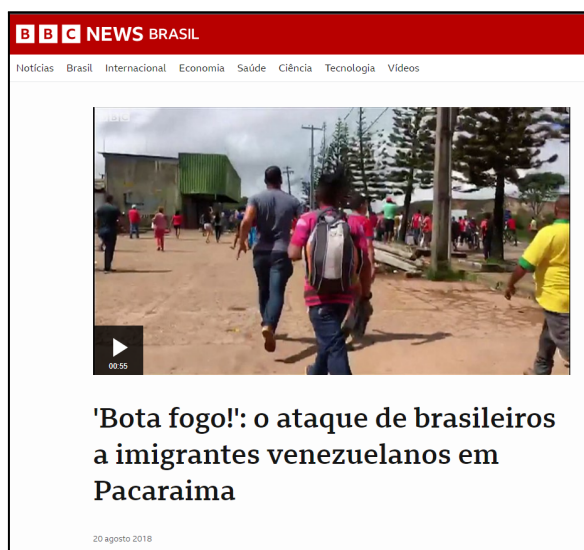 BBC NEWS BRASIL
Notícias Brasil Internacional Economia Saúde Ciência Tecnologia Vídeos
BBC
00:55
'Bota fogo!': o ataque de brasileiros
a imigrantes venezuelanos em
Pacaraima
20 agosto 2018